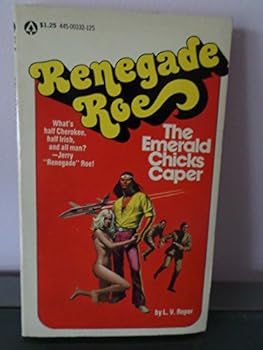 $1.25 445-00132-125
Renegade
Roe
What's
half Cherokee,
half Irish,
and all man?
—Jerry
"Renegade" Roe!
The
Emerald
Chicks
Caper
by L. V. Roper